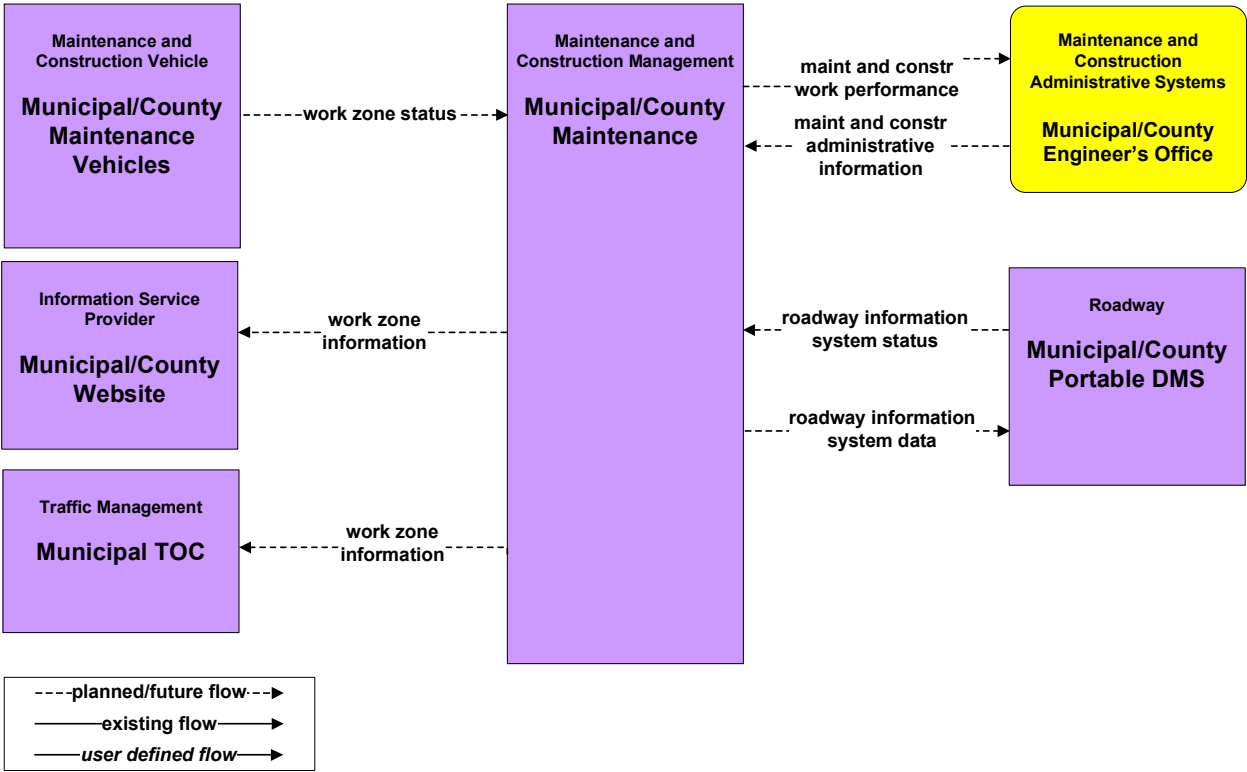 Maintenance and
Construction Vehicle
Municipal/County
Maintenance
Vehicles
work zone status
Maintenance and
Construction Management
Municipal/County
Maintenance
maint and constr
work performance
maint and constr
administrative
information
Maintenance and
Construction
Administrative Systems
Municipal/County
Engineer's Office
Information Service
Provider
Municipal/County
Website
work zone
information
roadway information
system status
roadway information
system data
Roadway
Municipal/County
Portable DMS
Traffic Management
Municipal TOC
work zone
information
planned/future flow
existing flow
user defined flow